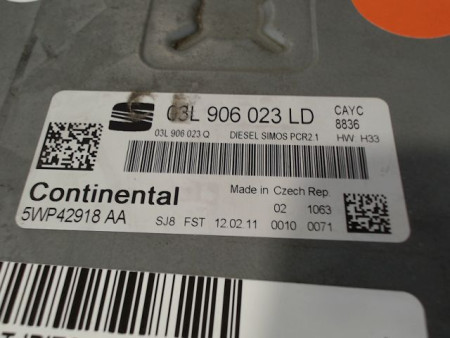 03L 906 023 LD
CAYC
8836
03L 906 023 Q DIESEL SIMOS PCR2.1 HW H33
Continental
5WP42918 AA
Made in Czech Rep.
02 1063
SJ8 FST 12.02.11 0010 0071